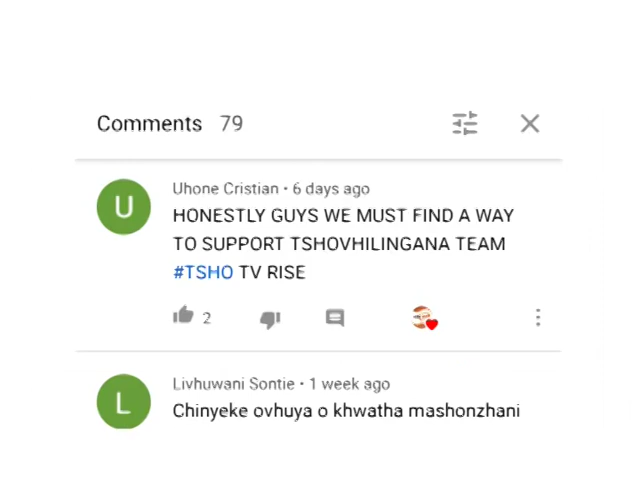 Comments 79
U
Uhone Cristian • 6 days ago
HONESTLY GUYS WE MUST FIND A WAY
TO SUPPORT TSHOVHILINGANA TEAM
#TSHO TV RISE
2
L
Livhuwani Sontie • 1 week ago
Chinyeke ovhuya o khwatha mashonzhani